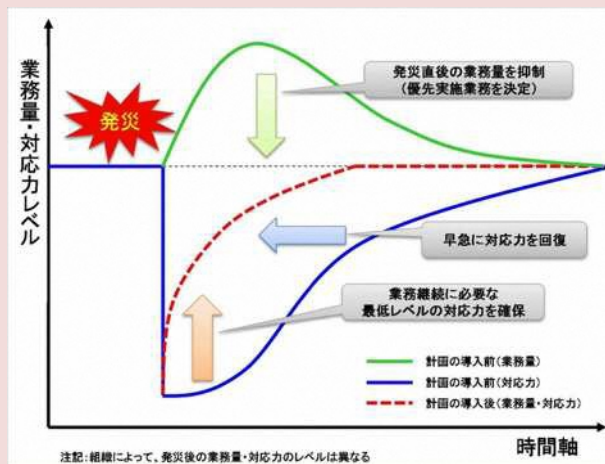 業務量・対応力レベル
発災
発災直後の業務量を抑制
（優先実施業務を決定）
早急に対応力を回復
業務継続に必要な
最低レベルの対応力を確保
計画の導入前（業務量）
計画の導入前（対応力）
計画の導入後（業務量・対応力）
時間軸
注記：組織によって、発災後の業務量・対応力のレベルは異なる